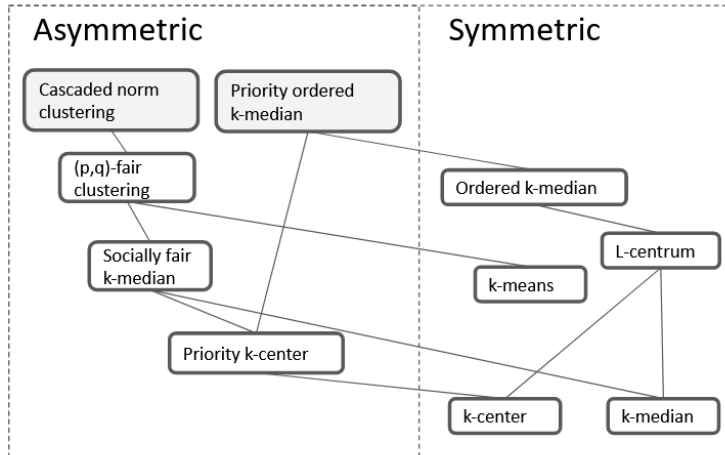 Asymmetric
Symmetric
Cascaded norm
clustering
Priority ordered
k-median
(p,q)-fair
clustering
Ordered k-median
Socially fair
k-median
L-centrum
k-means
Priority k-center
k-center
k-median